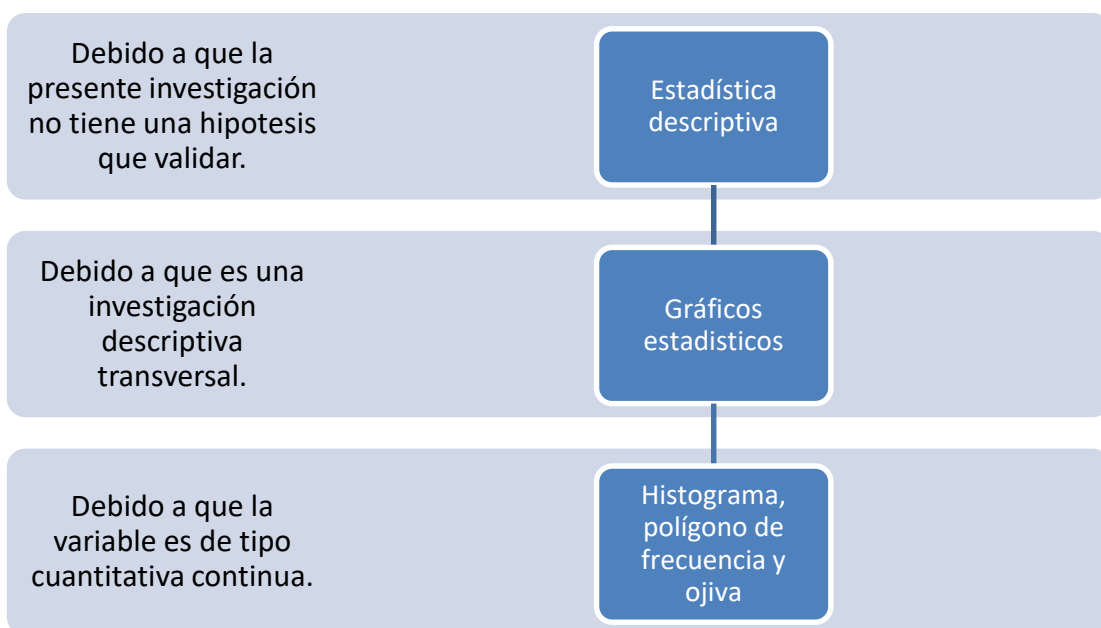 Debido a que la
presente investigación
no tiene una hipotesis
que validar.
Estadística
descriptiva
Debido a que es una
investigación
descriptiva
transversal.
Gráficos
estadisticos
Debido a que la
variable es de tipo
cuantitativa continua.
Histograma,
polígono de
frecuencia y
ojiva